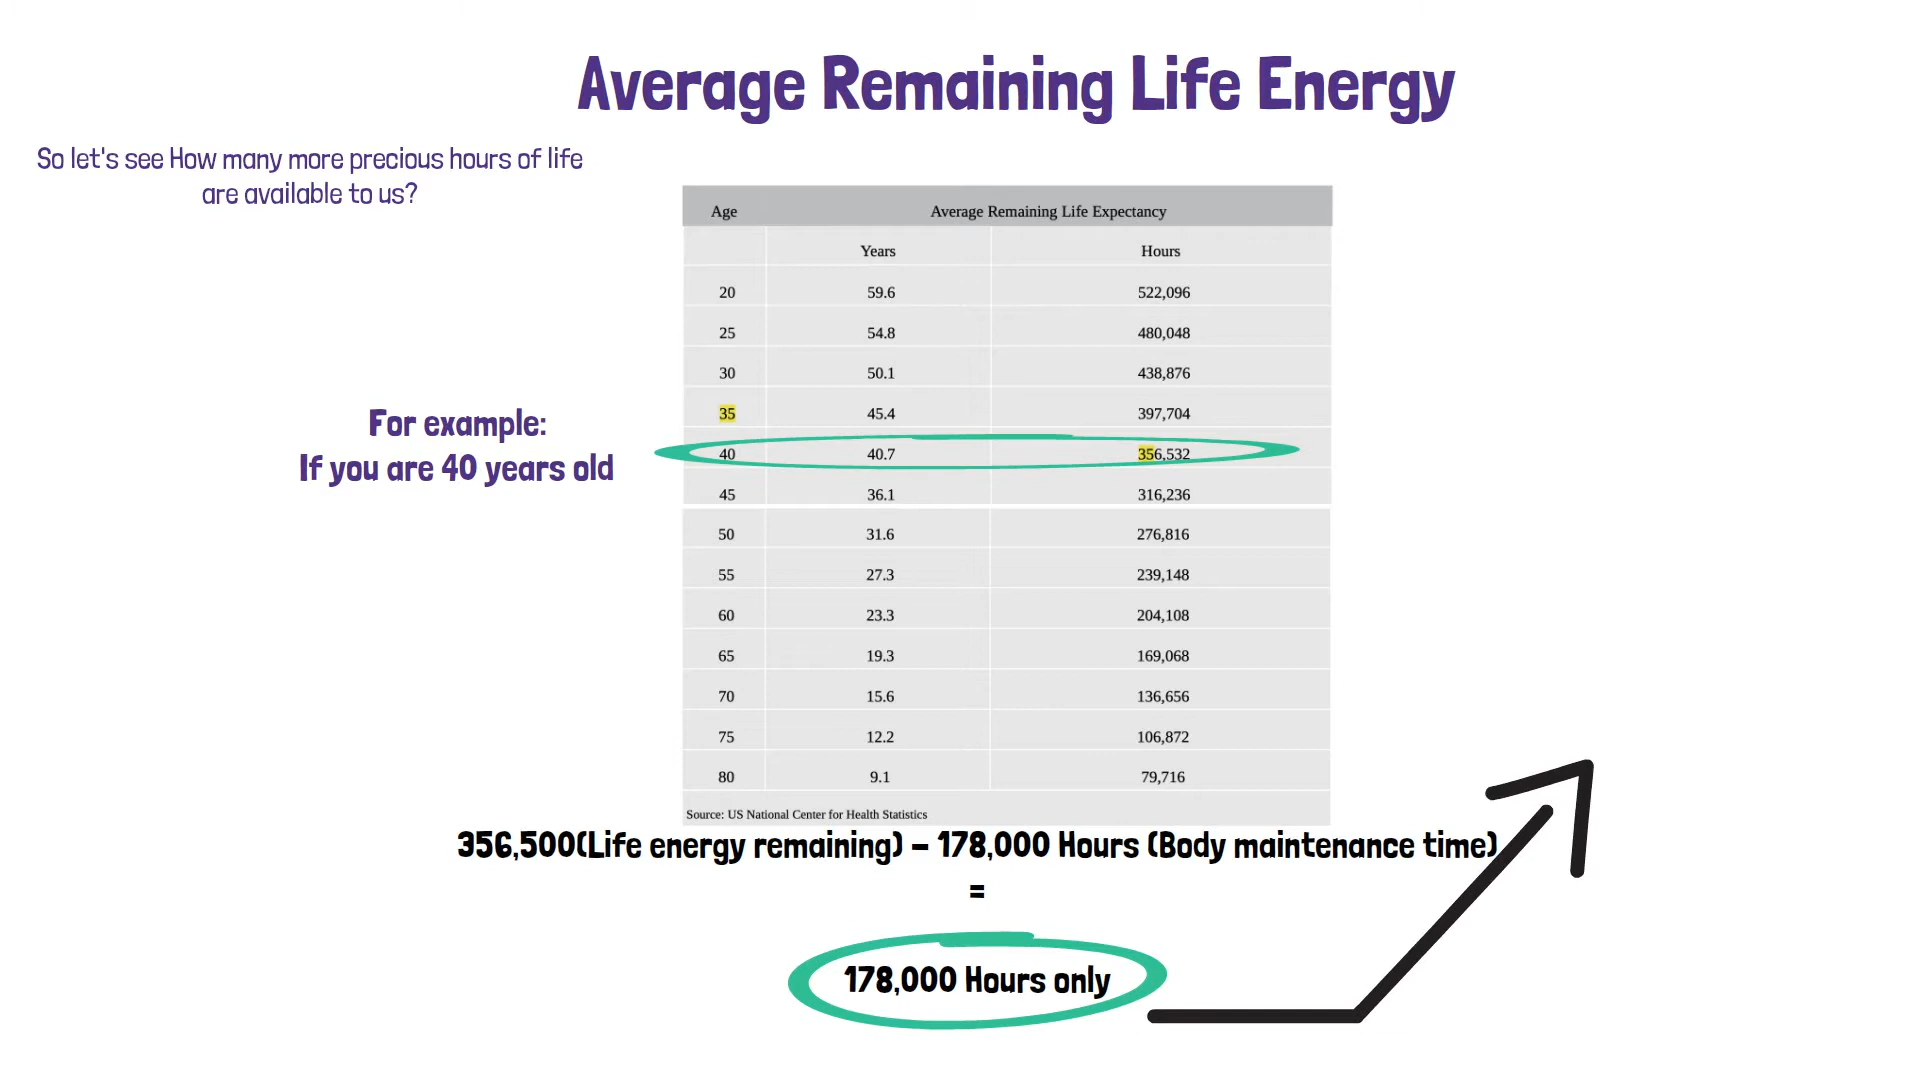 Average Remaining Life Energy
So let's see How many more precious hours of life
are available to us?
Age Average Remaining Life Expectancy
Years Hours
20 59.6 522,096
25 54.8 480,048
30 50.1 438,876
35 45.4 397,704
For example:
If you are 40 years old
40 40.7 356,532
45 36.1 316,236
50 31.6 276,816
55 27.3 239,148
60 23.3 204,108
65 19.3 169,068
70 15.6 136,656
75 12.2 106,872
80 9.1 79,716
Source: US National Center for Health Statistics
356,500(Life energy remaining) – 178,000 Hours (Body maintenance time)
=
178,000 Hours only